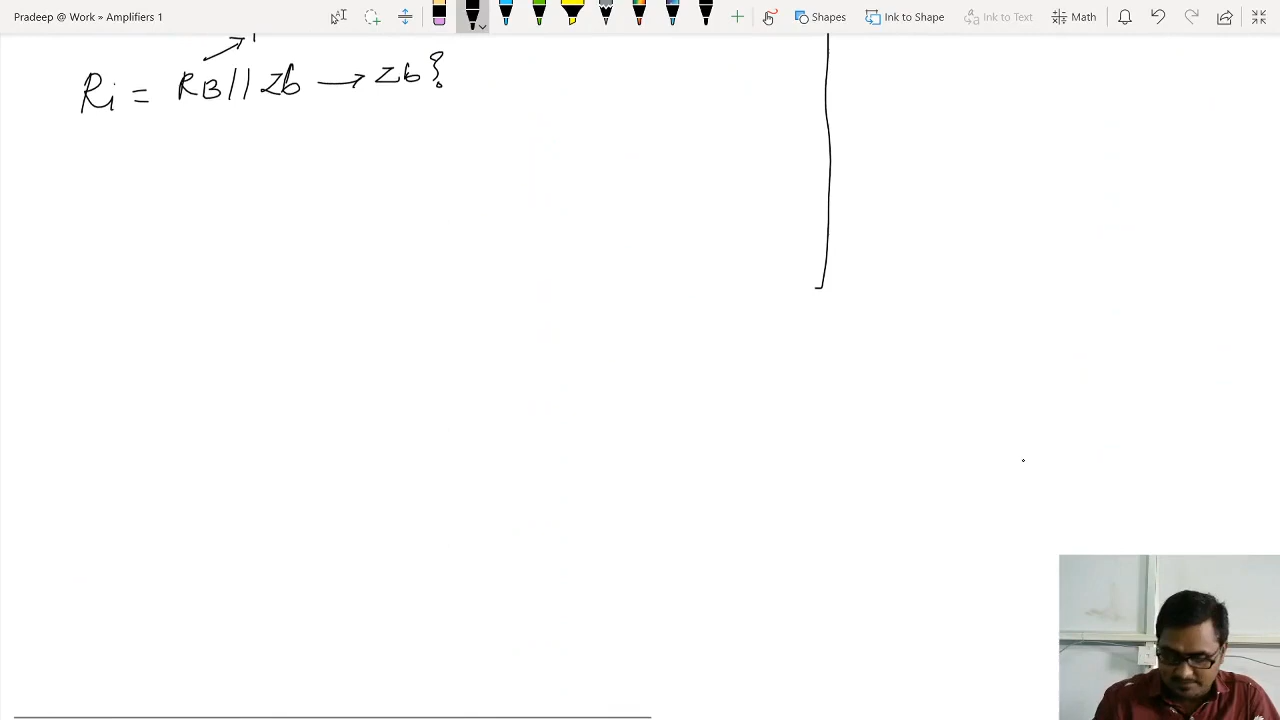 Pradeep @ Work » Amplifiers 1
Shapes
Ink to Shape
Ink to Text
Math
Ri = RB // Zb → Zb?